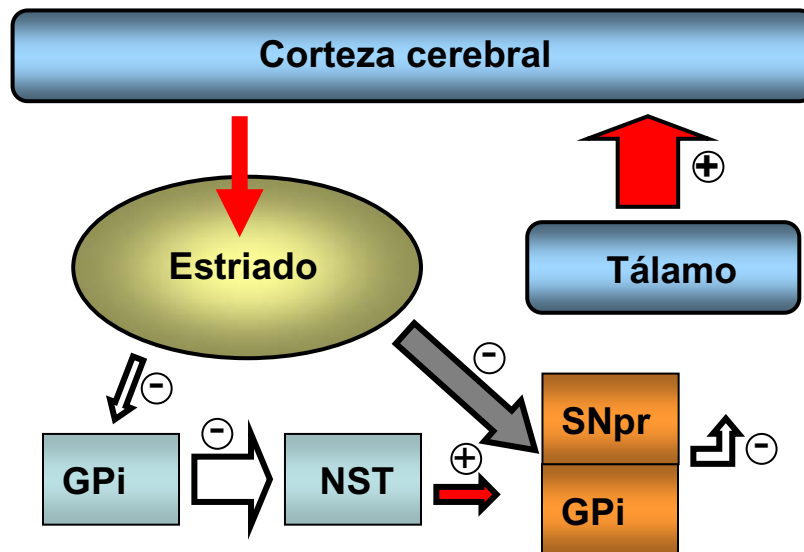 Corteza cerebral
Estriado
Tálamo
+
-
-
-
+
-
SNpr
GPi
NST
GPi